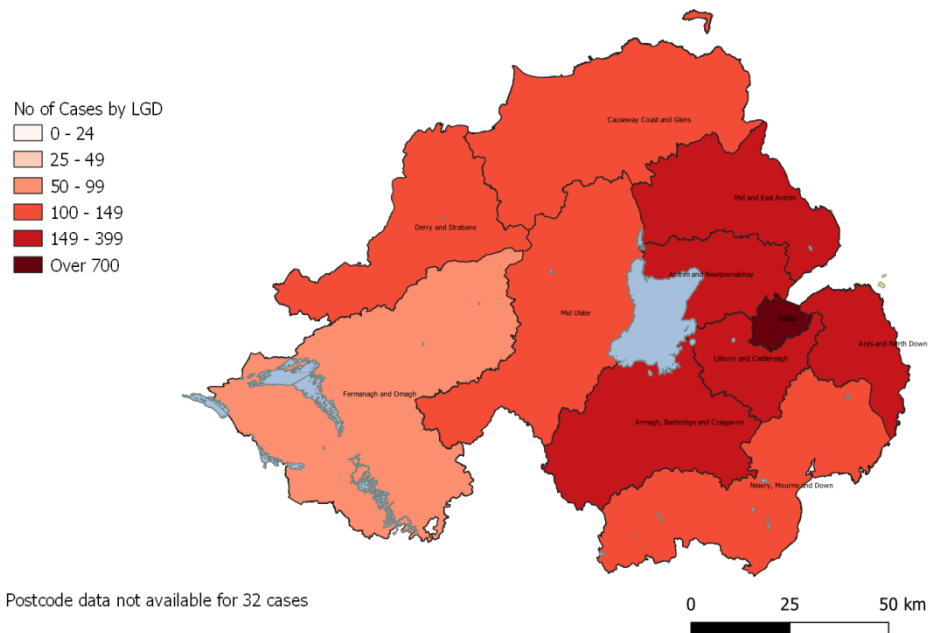 No of Cases by LGD
0 - 24
25 - 49
50 - 99
100 - 149
149 - 399
Over 700
Causeway Coast and Glens
Mid and East Antrim
Derry and Strabane
Antrim and Newtownabbey
Mid Ulster
Belfast
Ards and North Down
Lisburn and Castlereagh
Fermanagh and Omagh
Armagh, Banbridge and Craigavon
Newry, Mourne and Down
Postcode data not available for 32 cases
0 25 50 km